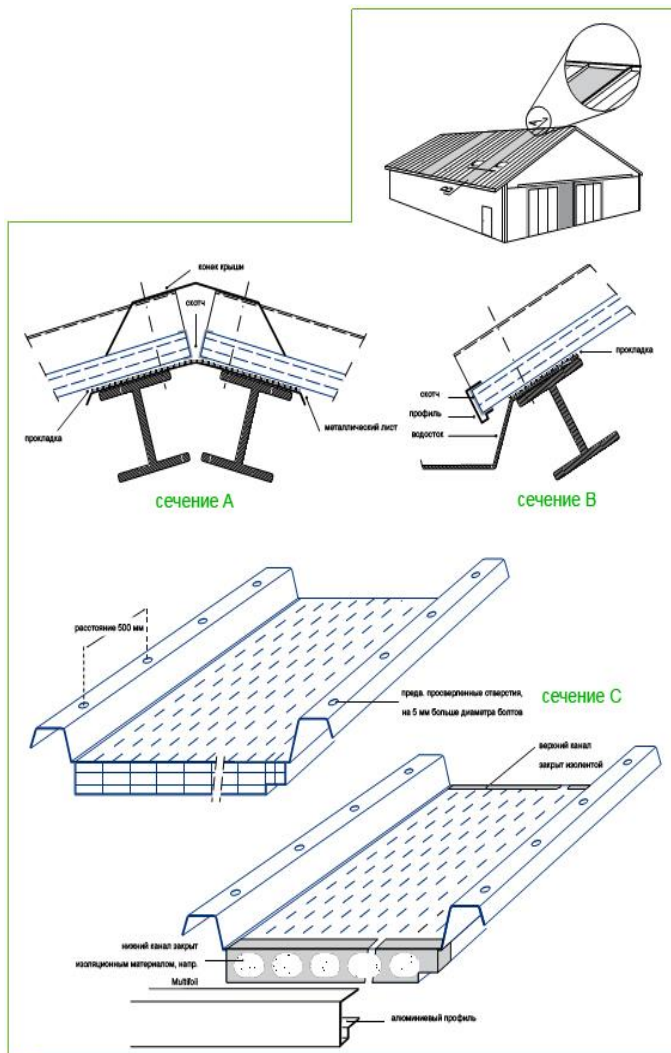 конек крыши
скотч
прокладка
металлический лист
сечение А
прокладка
скотч
профиль
водосток
сечение В
расстояние 500 мм
предв. просверленные отверстия,
на 5 мм больше диаметра болтов
сечение С
верхний канал
закрыт изолентой
нижний канал закрыт
изоляционным материалом, напр.
Multifoil
алюминиевый профиль